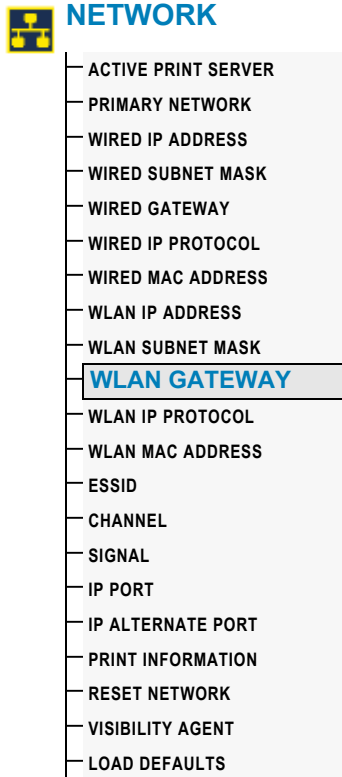 NETWORK
ACTIVE PRINT SERVER
PRIMARY NETWORK
WIRED IP ADDRESS
WIRED SUBNET MASK
WIRED GATEWAY
WIRED IP PROTOCOL
WIRED MAC ADDRESS
WLAN IP ADDRESS
WLAN SUBNET MASK
WLAN GATEWAY
WLAN IP PROTOCOL
WLAN MAC ADDRESS
ESSID
CHANNEL
SIGNAL
IP PORT
IP ALTERNATE PORT
PRINT INFORMATION
RESET NETWORK
VISIBILITY AGENT
LOAD DEFAULTS